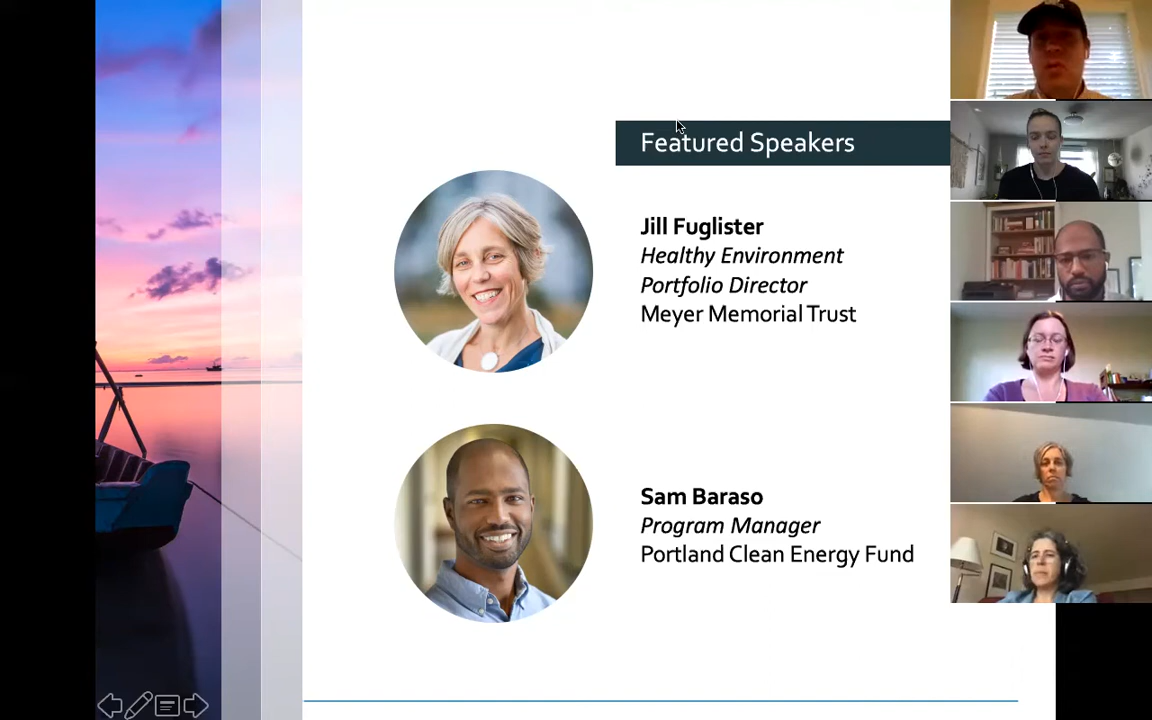 Featured Speakers
Jill Fuglister
Healthy Environment
Portfolio Director
Meyer Memorial Trust
Sam Baraso
Program Manager
Portland Clean Energy Fund